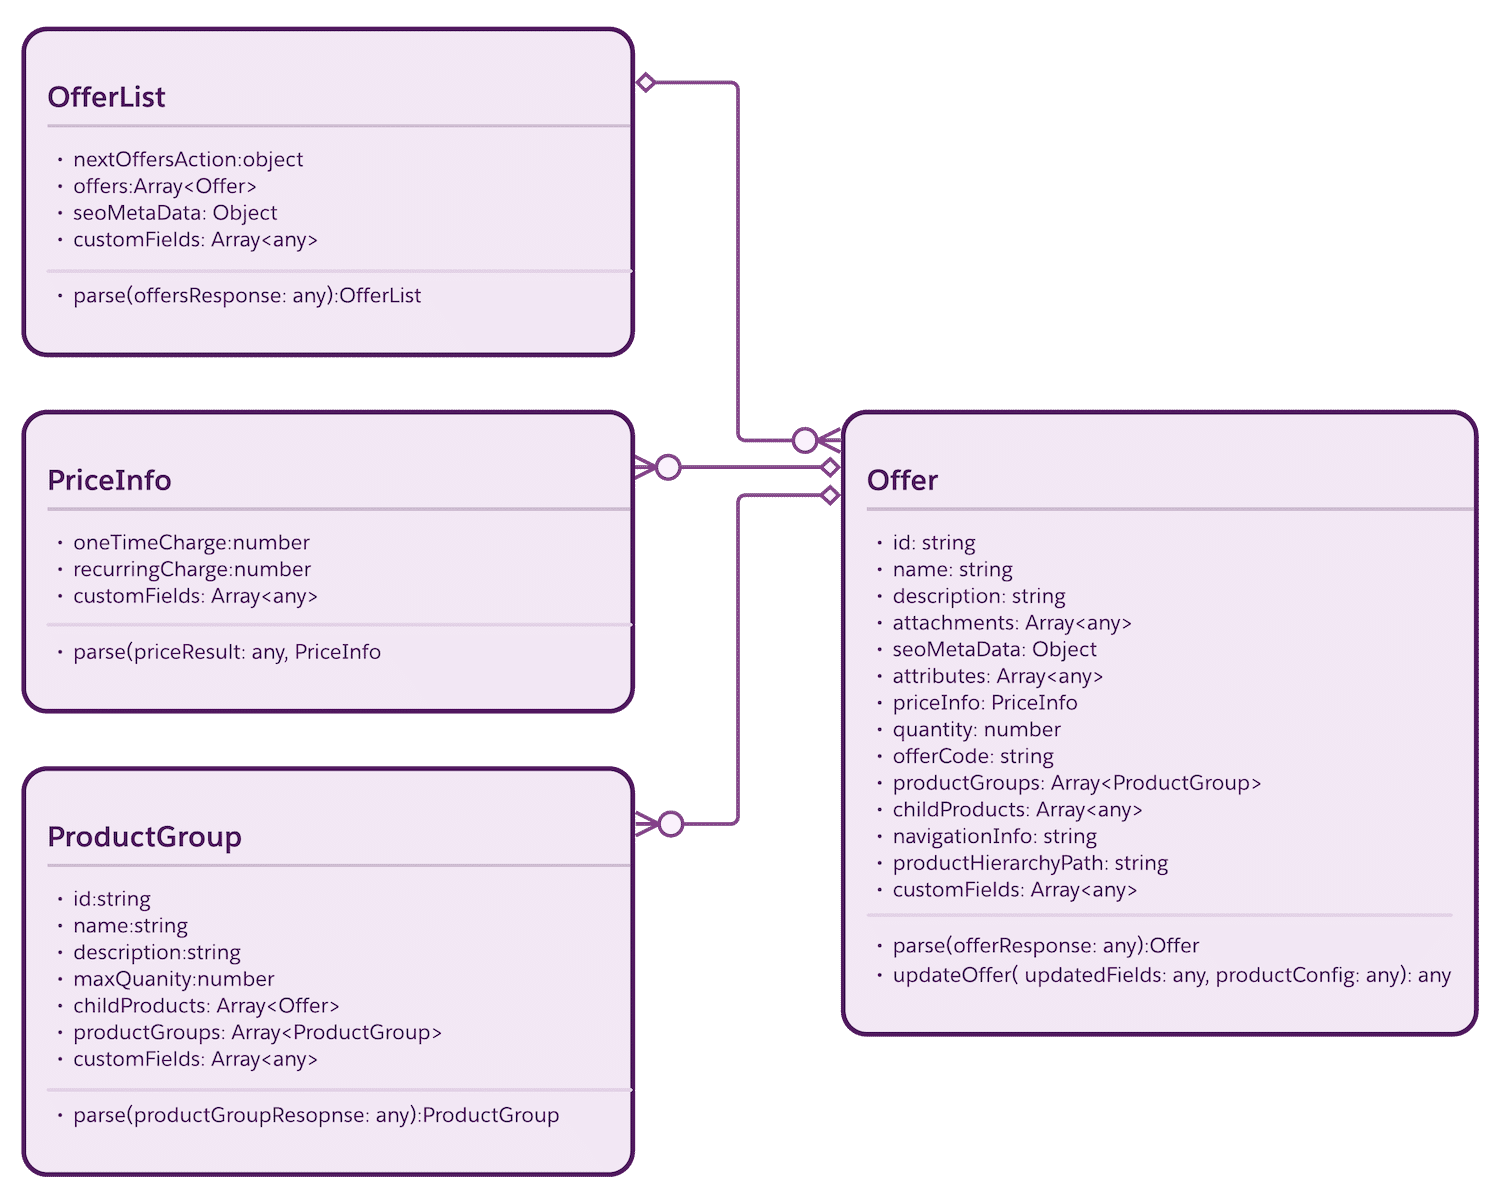 OfferList
• nextOffersAction:object
• offers:Array<Offer>
• seoMetaData: Object
• customFields: Array<any>
• parse(offersResponse: any):OfferList
PriceInfo
• oneTimeCharge:number
• recurringCharge:number
• customFields: Array<any>
• parse(priceResult: any, PriceInfo
ProductGroup
• id:string
• name:string
• description:string
• maxQuanity:number
• childProducts: Array<Offer>
• productGroups: Array<ProductGroup>
• customFields: Array<any>
• parse(productGroupResopnse: any):ProductGroup
Offer
• id: string
• name: string
• description: string
• attachments: Array<any>
• seoMetaData: Object
• attributes: Array<any>
• priceInfo: PriceInfo
• quantity: number
• offerCode: string
• productGroups: Array<ProductGroup>
• childProducts: Array<any>
• navigationInfo: string
• productHierarchyPath: string
• customFields: Array<any>
• parse(offerResponse: any):Offer
• updateOffer( updatedFields: any, productConfig: any): any